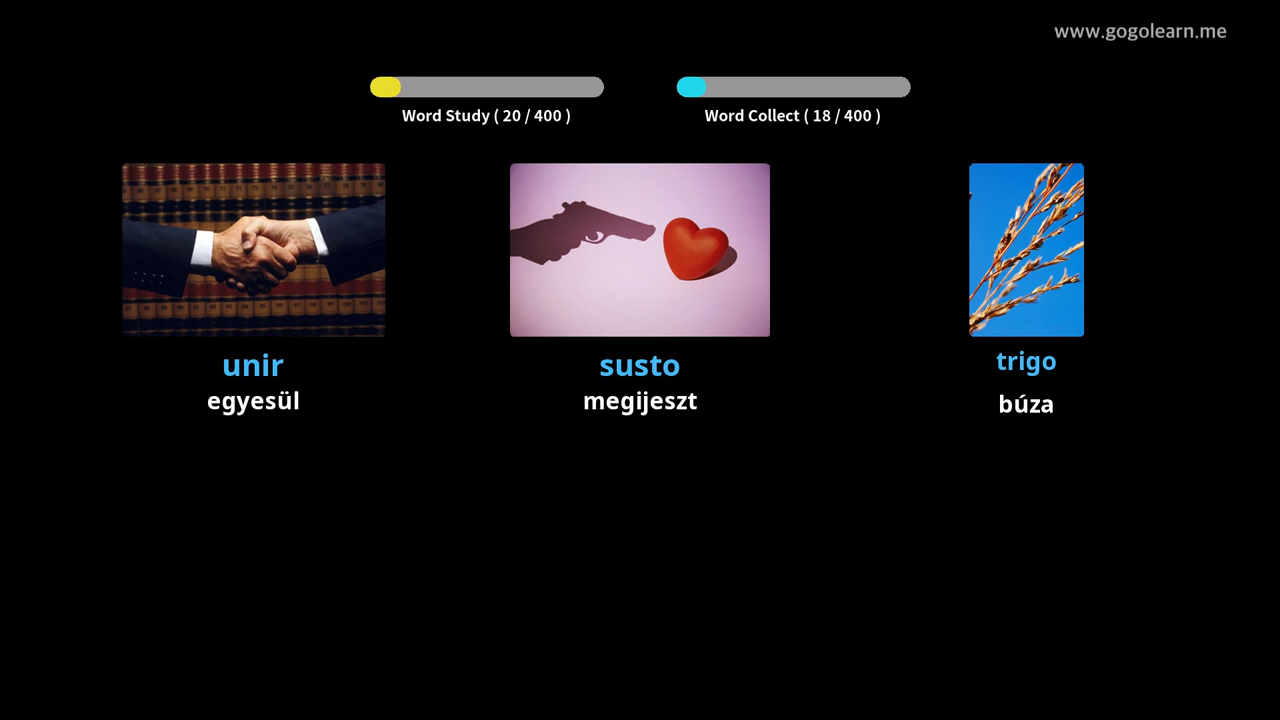 www.gogolearn.me
Word Study ( 20 / 400 )
Word Collect ( 18 / 400 )
unir
susto
trigo
egyesül
megijeszt
búza